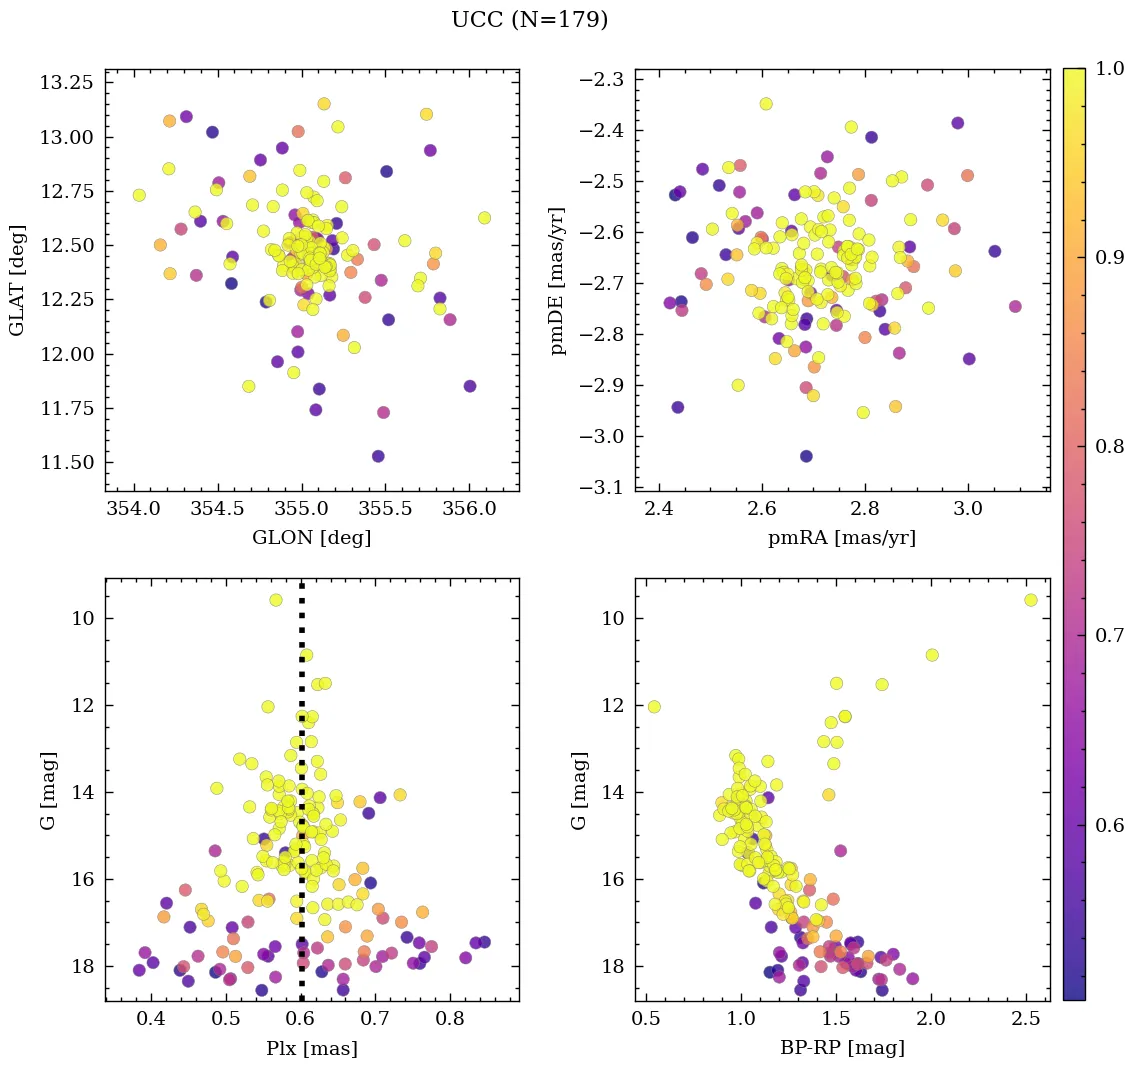 UCC (N=179)
13.25
13.00
12.75
12.50
12.25
12.00
11.75
11.50
GLAT [deg]
354.0 354.5 355.0 355.5 356.0
GLON [deg]
−2.3
−2.4
−2.5
−2.6
−2.7
−2.8
−2.9
−3.0
−3.1
pmDE [mas/yr]
2.4 2.6 2.8 3.0
pmRA [mas/yr]
1.0
0.9
0.8
0.7
0.6
10
12
14
16
18
G [mag]
0.4 0.5 0.6 0.7 0.8
Plx [mas]
10
12
14
16
18
G [mag]
0.5 1.0 1.5 2.0 2.5
BP-RP [mag]